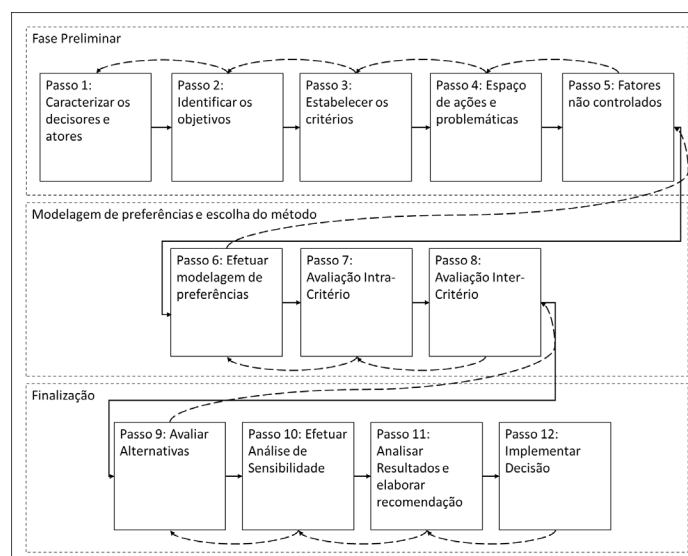 Fase Preliminar
Passo 1:
Caracterizar os
decisores e
atores
Passo 2:
Identificar os
objetivos
Passo 3:
Estabelecer os
critérios
Passo 4: Espaço
de ações e
problemáticas
Passo 5: Fatores
não controlados
Modelagem de preferências e escolha do método
Passo 6: Efetuar
modelagem de
preferências
Passo 7:
Avaliação Intra-
Critério
Passo 8:
Avaliação Inter-
Critério
Finalização
Passo 9: Avaliar
Alternativas
Passo 10: Efetuar
Análise de
Sensibilidade
Passo 11:
Analisar
Resultados e
elaborar
recomendação
Passo 12:
Implementar
Decisão